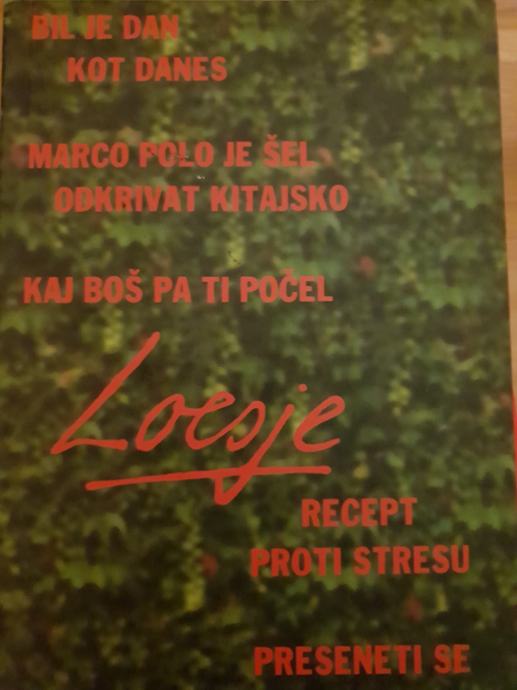 BIL JE DAN
KOT DANES
MARCO POLO JE ŠEL
ODKRIVAT KITAJSKO
KAJ BOŠ PA TI POČEL
Loesje
RECEPT
PROTI STRESU
PRESENETI SE